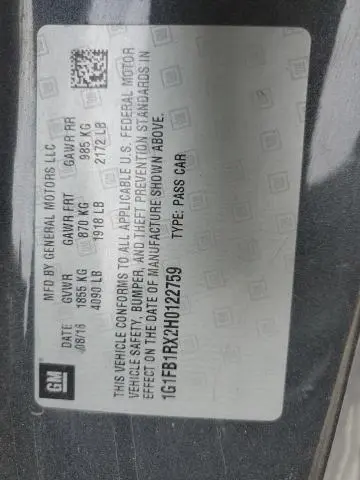 GM
MFD BY GENERAL MOTORS LLC
DATE GVWR GAWR FRT GAWR RR
08/16 1855 KG 870 KG 985 KG
4090 LB 1918 LB 2172 LB
THIS VEHICLE CONFORMS TO ALL APPLICABLE U.S. FEDERAL MOTOR
VEHICLE SAFETY, BUMPER, AND THEFT PREVENTION STANDARDS IN
EFFECT ON THE DATE OF MANUFACTURE SHOWN ABOVE.
1G1FB1RX2H0122759 TYPE: PASS CAR